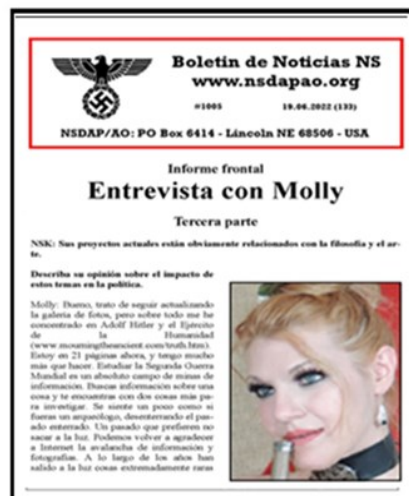 Boletin de Noticias NS
www.nsdapao.org
#1005 19.06.2022 (133)
NSDAP/AO: PO Box 6414 - Lincoln NE 68506 - USA
Informe frontal
Entrevista con Molly
Tercera parte
NSK: Sus proyectos actuales están obviamente relacionados con la filosofía y el ar-
te.
Describa su opinión sobre el impacto de
estos temas en la política.
Molly: Bueno, trato de seguir actualizando
la galería de fotos, pero sobre todo me he
concentrado en Adolf Hitler y el Ejército
de la Humanidad
(www.mourningtheancient.com/truth.htm).
Estoy en 21 páginas ahora, y tengo mucho
más que hacer. Estudiar la Segunda Guerra
Mundial es un absoluto campo de minas de
información. Buscas información sobre una
cosa y te encuentras con dos cosas más pa-
ra investigar. Se siente un poco como si
fueras un arqueólogo, desenterrando el pas-
ado enterrado. Un pasado que prefieren no
sacar a la luz. Podemos volver a agradecer
a Internet la avalancha de información y
fotografías. A lo largo de los años han
salido a la luz cosas extremadamente raras